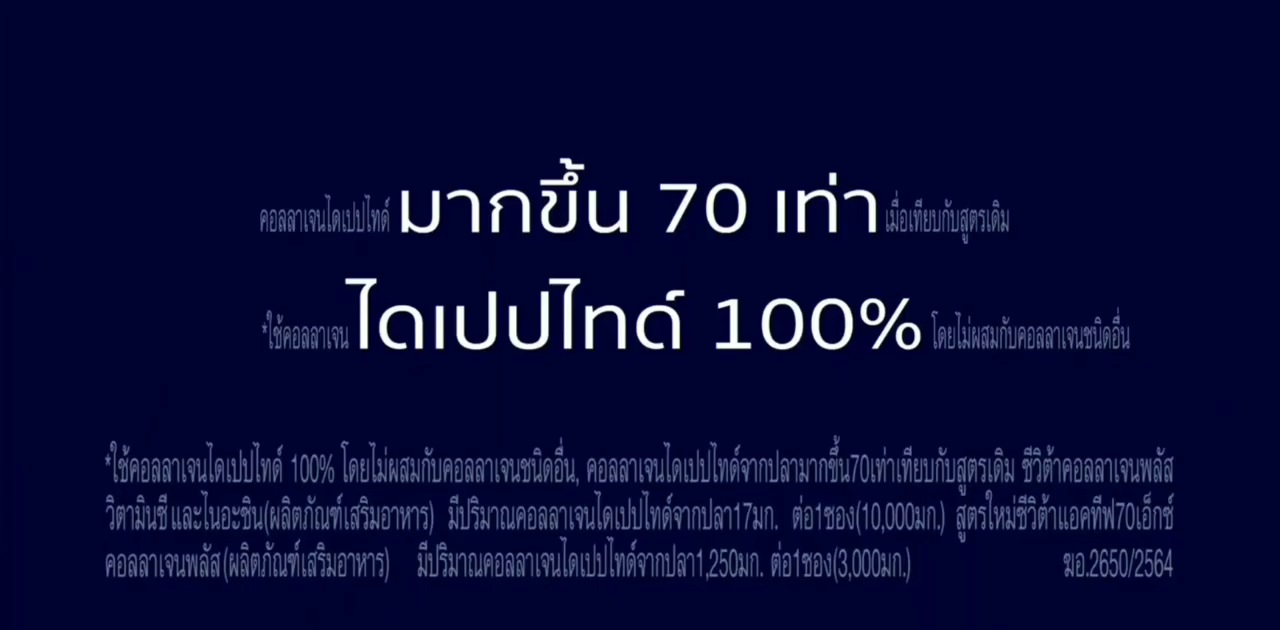 คอลลาเจนไดเปปไทด์ มากขึ้น 70 เท่า เมื่อเทียบกับสูตรเดิม
*ใช้คอลลาเจน ไดเปปไทด์ 100% โดยไม่ผสมกับคอลลาเจนชนิดอื่น
*ใช้คอลลาเจนไดเปปไทด์ 100% โดยไม่ผสมกับคอลลาเจนชนิดอื่น, คอลลาเจนไดเปปไทด์จากปลามากขึ้น70เท่าเทียบกับสูตรเดิม ซีวิต้าคอลลาเจนพลัส
วิตามินซี และไนอะซิน(ผลิตภัณฑ์เสริมอาหาร) มีปริมาณคอลลาเจนไดเปปไทด์จากปลา17มก. ต่อ1ซอง(10,000มก.) สูตรใหม่ซีวิต้าแอคทีฟ70เอ็กซ์
คอลลาเจนพลัส(ผลิตภัณฑ์เสริมอาหาร) มีปริมาณคอลลาเจนไดเปปไทด์จากปลา1,250มก. ต่อ1ซอง(3,000มก.) ฆอ.2650/2564